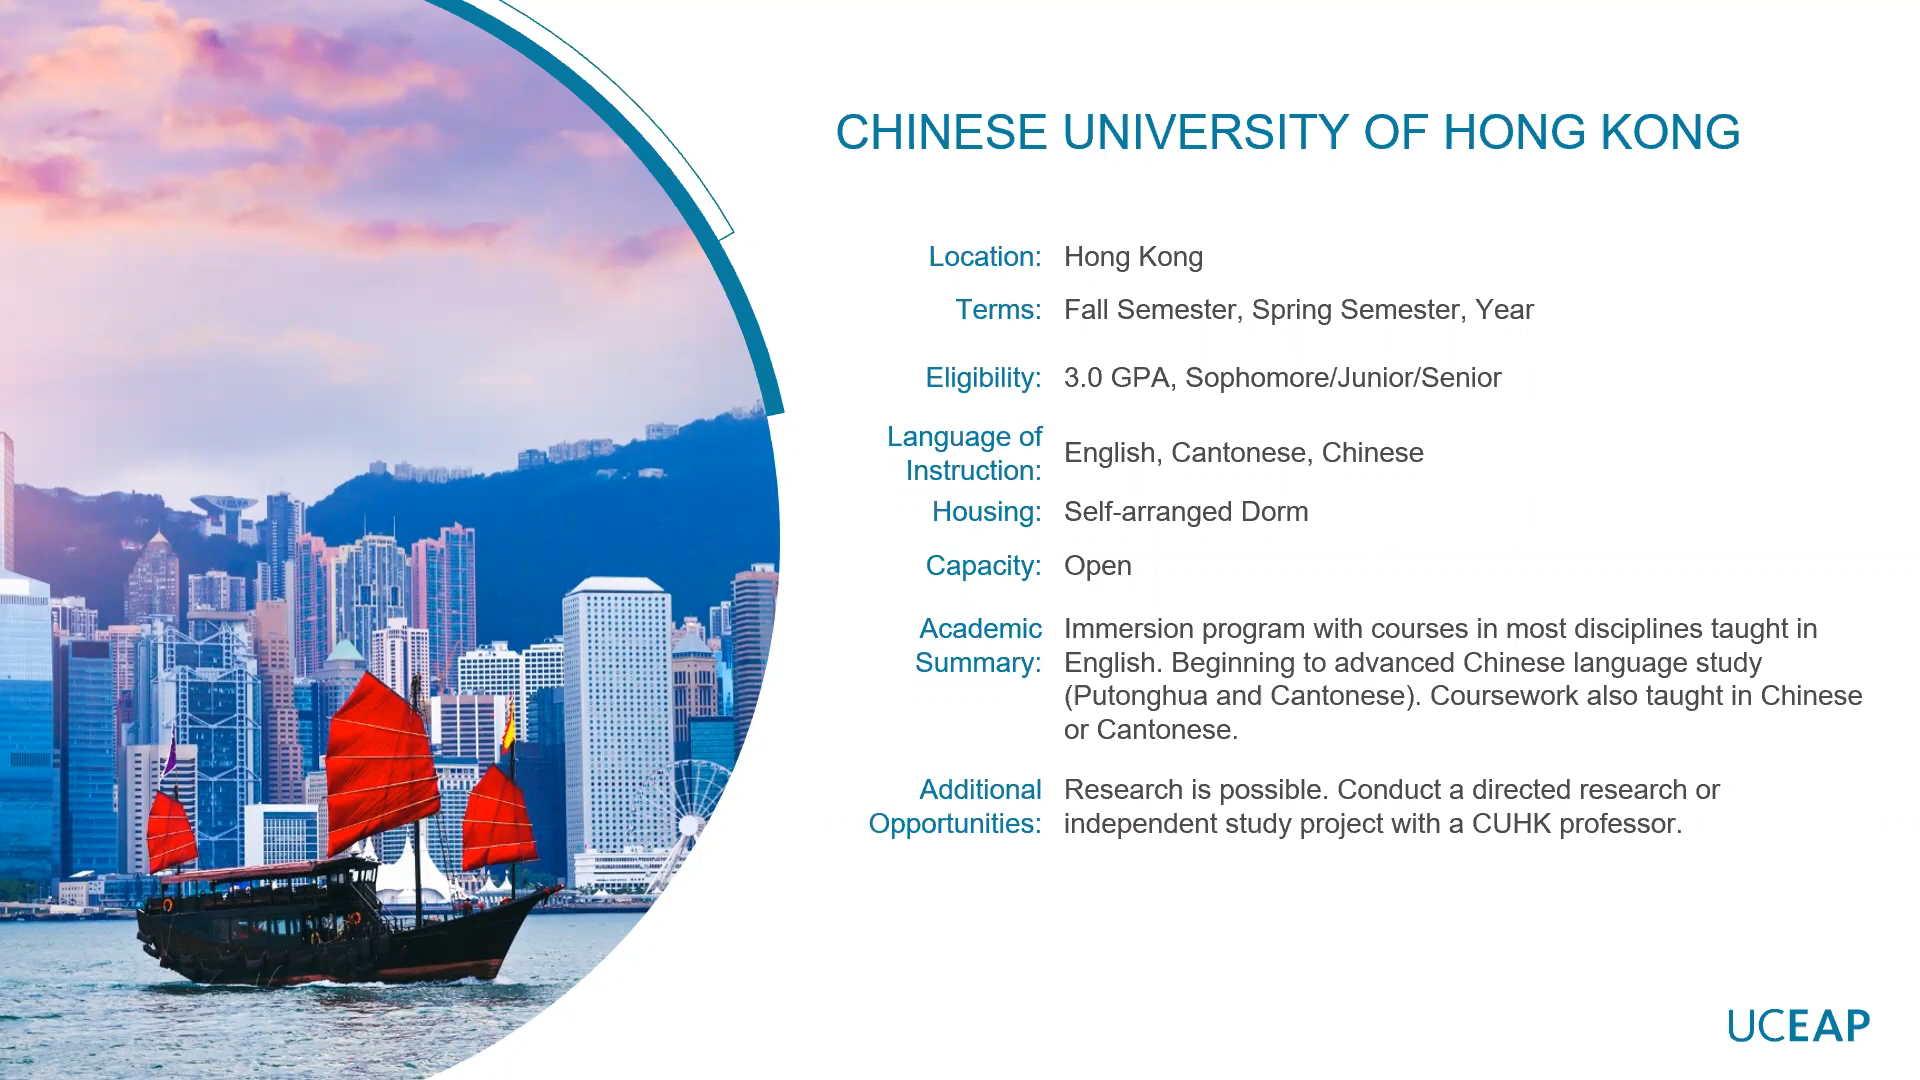 CHINESE UNIVERSITY OF HONG KONG
Location: Hong Kong
Terms: Fall Semester, Spring Semester, Year
Eligibility: 3.0 GPA, Sophomore/Junior/Senior
Language of
Instruction: English, Cantonese, Chinese
Housing: Self-arranged Dorm
Capacity: Open
Academic Immersion program with courses in most disciplines taught in
Summary: English. Beginning to advanced Chinese language study
(Putonghua and Cantonese). Coursework also taught in Chinese
or Cantonese.
Additional Research is possible. Conduct a directed research or
Opportunities: independent study project with a CUHK professor.
UCEAP